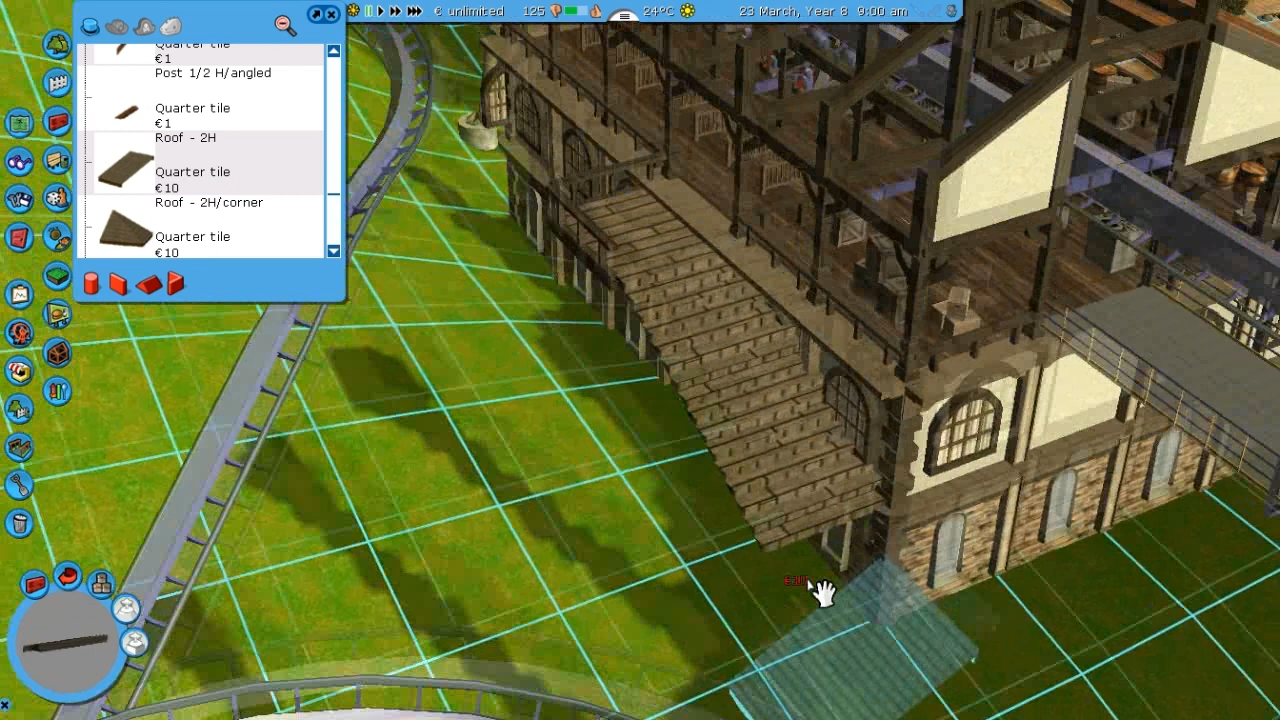 € unlimited 125 24°C 23 March, Year 8 9:00 am
Quarter tile
€1
Post 1/2 H/angled
Quarter tile
€1
Roof - 2H
Quarter tile
€10
Roof - 2H/corner
Quarter tile
€10